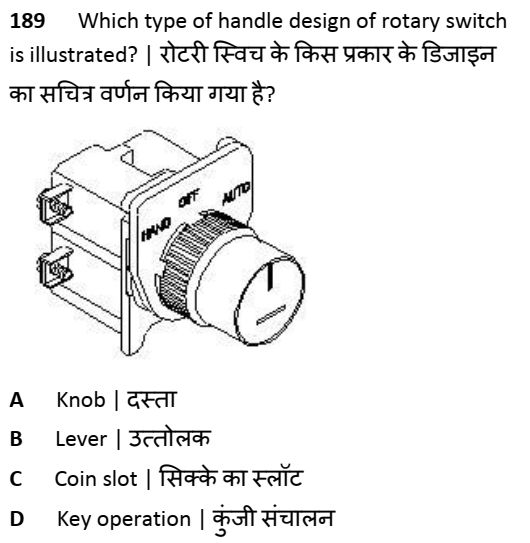 189 Which type of handle design of rotary switch
is illustrated? | रोटरी स्विच के किस प्रकार के डिजाइन
का सचित्र वर्णन किया गया है?
HAND OFF AUTO
A Knob | दस्ता
B Lever | उत्तोलक
C Coin slot | सिक्के का स्लॉट
D Key operation | कुंजी संचालन